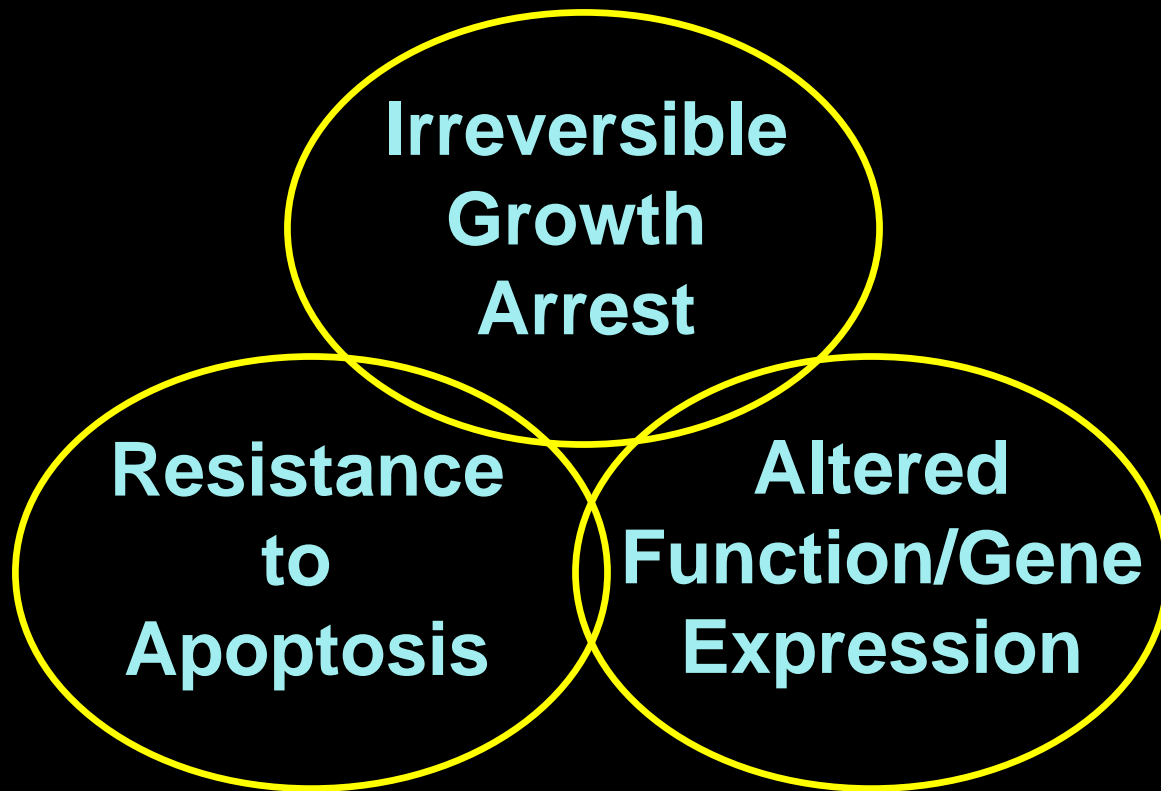 Irreversible
Growth
Arrest
Resistance
to
Apoptosis
Altered
Function/Gene
Expression